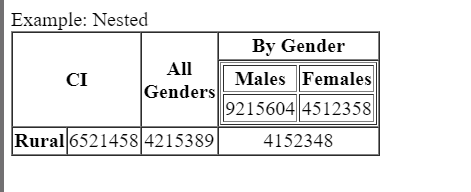 Example: Nested
By Gender
CI
All
Genders
Males Females
9215604 4512358
Rural 6521458 4215389 4152348